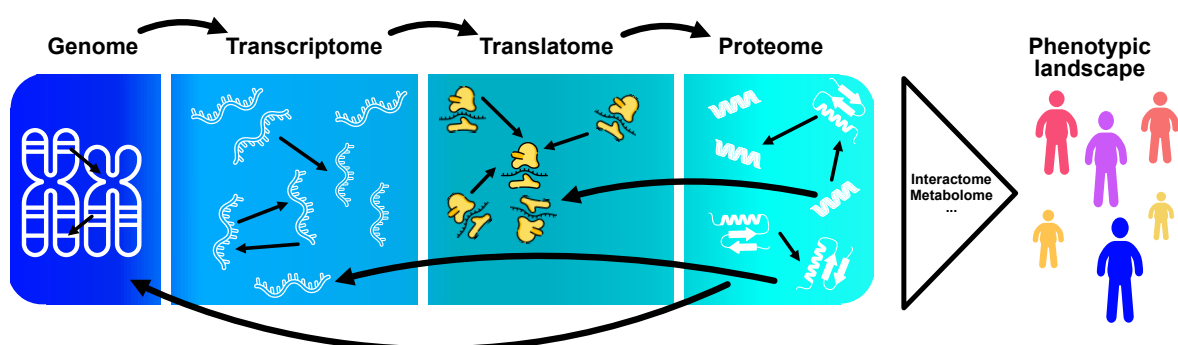 Genome
Transcriptome
Translatome
Proteome
Phenotypic
landscape
Interactome
Metabolome
...